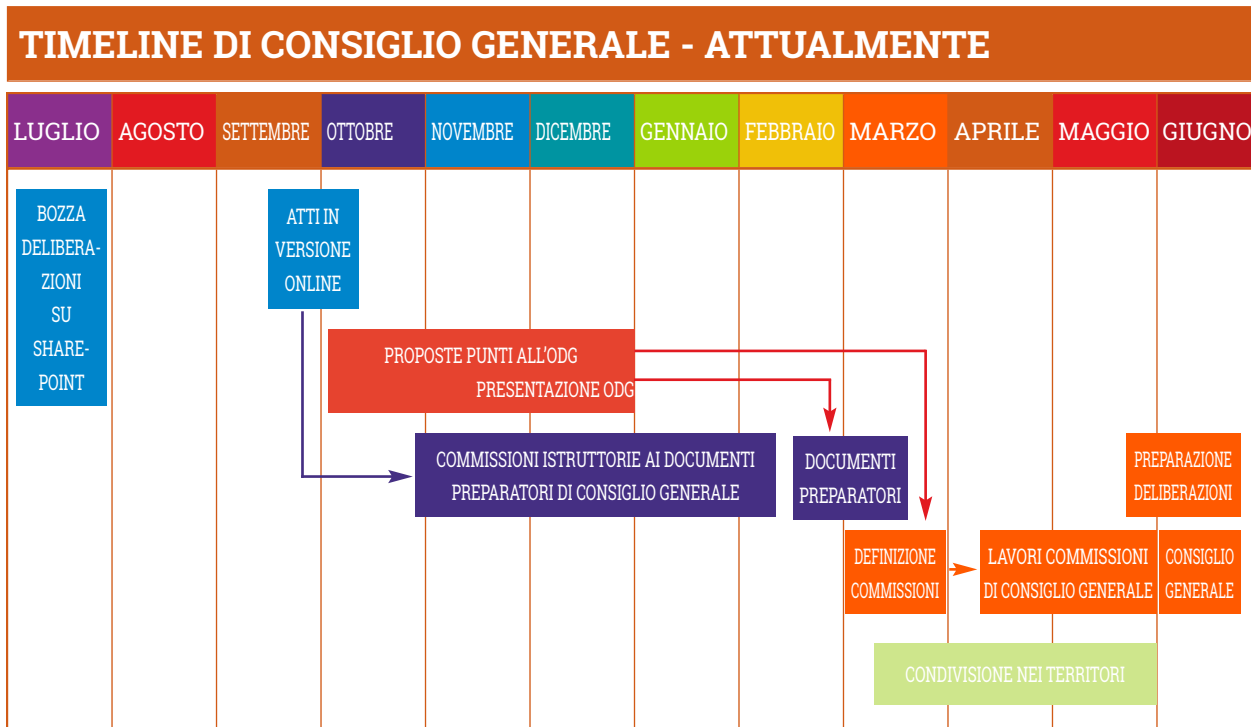 TIMELINE DI CONSIGLIO GENERALE - ATTUALMENTE
LUGLIO AGOSTO SETTEMBRE OTTOBRE NOVEMBRE DICEMBRE GENNAIO FEBBRAIO MARZO APRILE MAGGIO GIUGNO
BOZZA
DELIBERA-
ZIONI
SU
SHARE-
POINT
ATTI IN
VERSIONE
ONLINE
PROPOSTE PUNTI ALL'ODG
PRESENTAZIONE ODG
COMMISSIONI ISTRUTTORIE AI DOCUMENTI
PREPARATORI DI CONSIGLIO GENERALE
DOCUMENTI
PREPARATORI
PREPARAZIONE
DELIBERAZIONI
DEFINIZIONE
COMMISSIONI
LAVORI COMMISSIONI
DI CONSIGLIO GENERALE
CONSIGLIO
GENERALE
CONDIVISIONE NEI TERRITORI